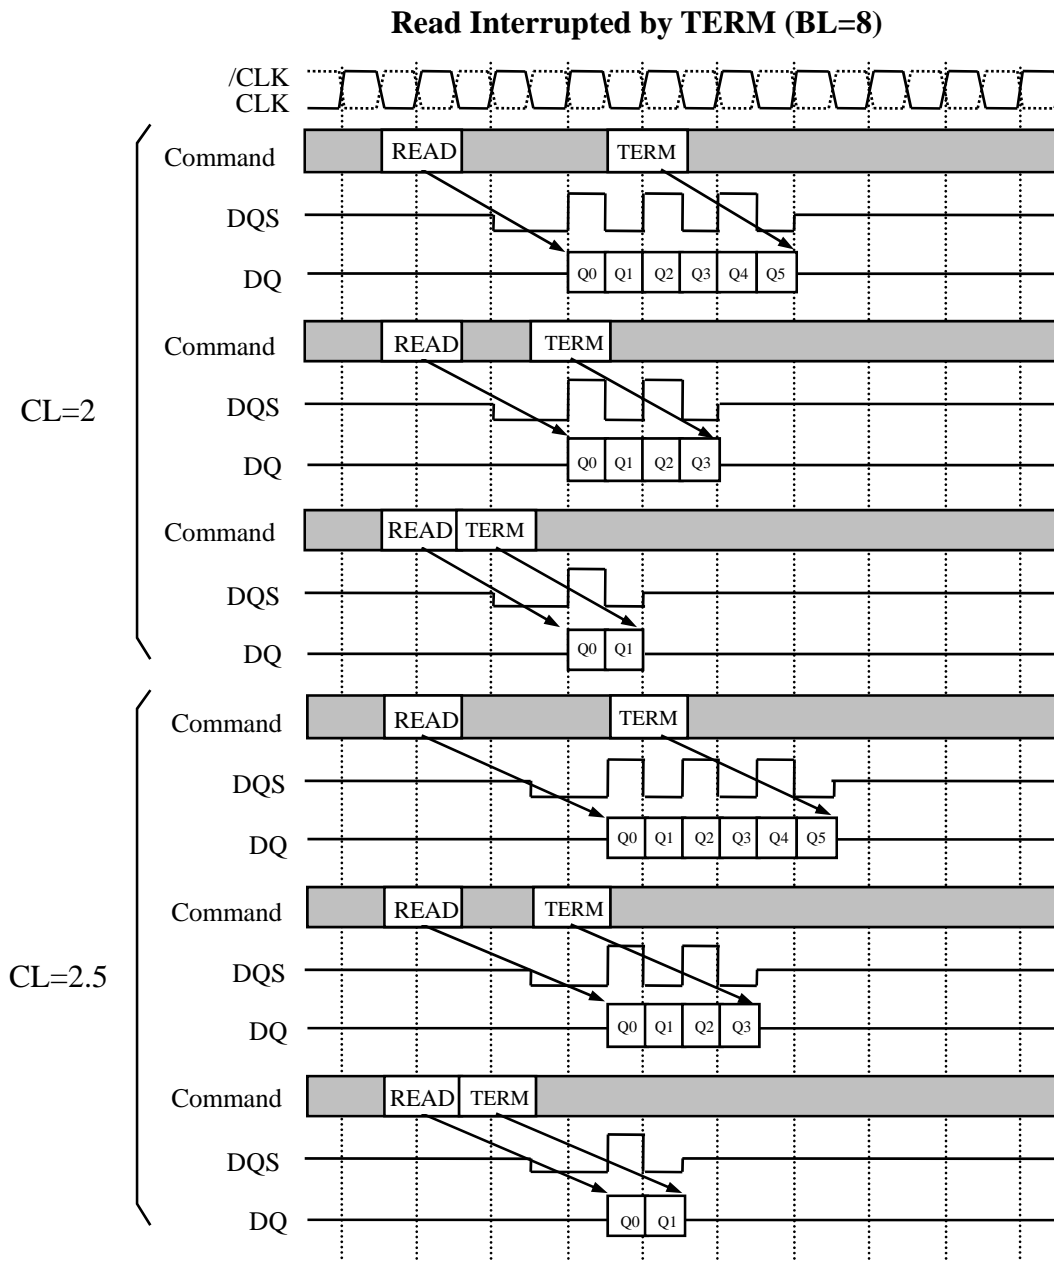 Read Interrupted by TERM (BL=8)
/CLK
CLK
Command READ TERM
DQS
DQ Q0 Q1 Q2 Q3 Q4 Q5
Command READ TERM
CL=2 DQS
DQ Q0 Q1 Q2 Q3
Command READ TERM
DQS
DQ Q0 Q1
Command READ TERM
DQS
DQ Q0 Q1 Q2 Q3 Q4 Q5
Command READ TERM
CL=2.5 DQS
DQ Q0 Q1 Q2 Q3
Command READ TERM
DQS
DQ Q0 Q1